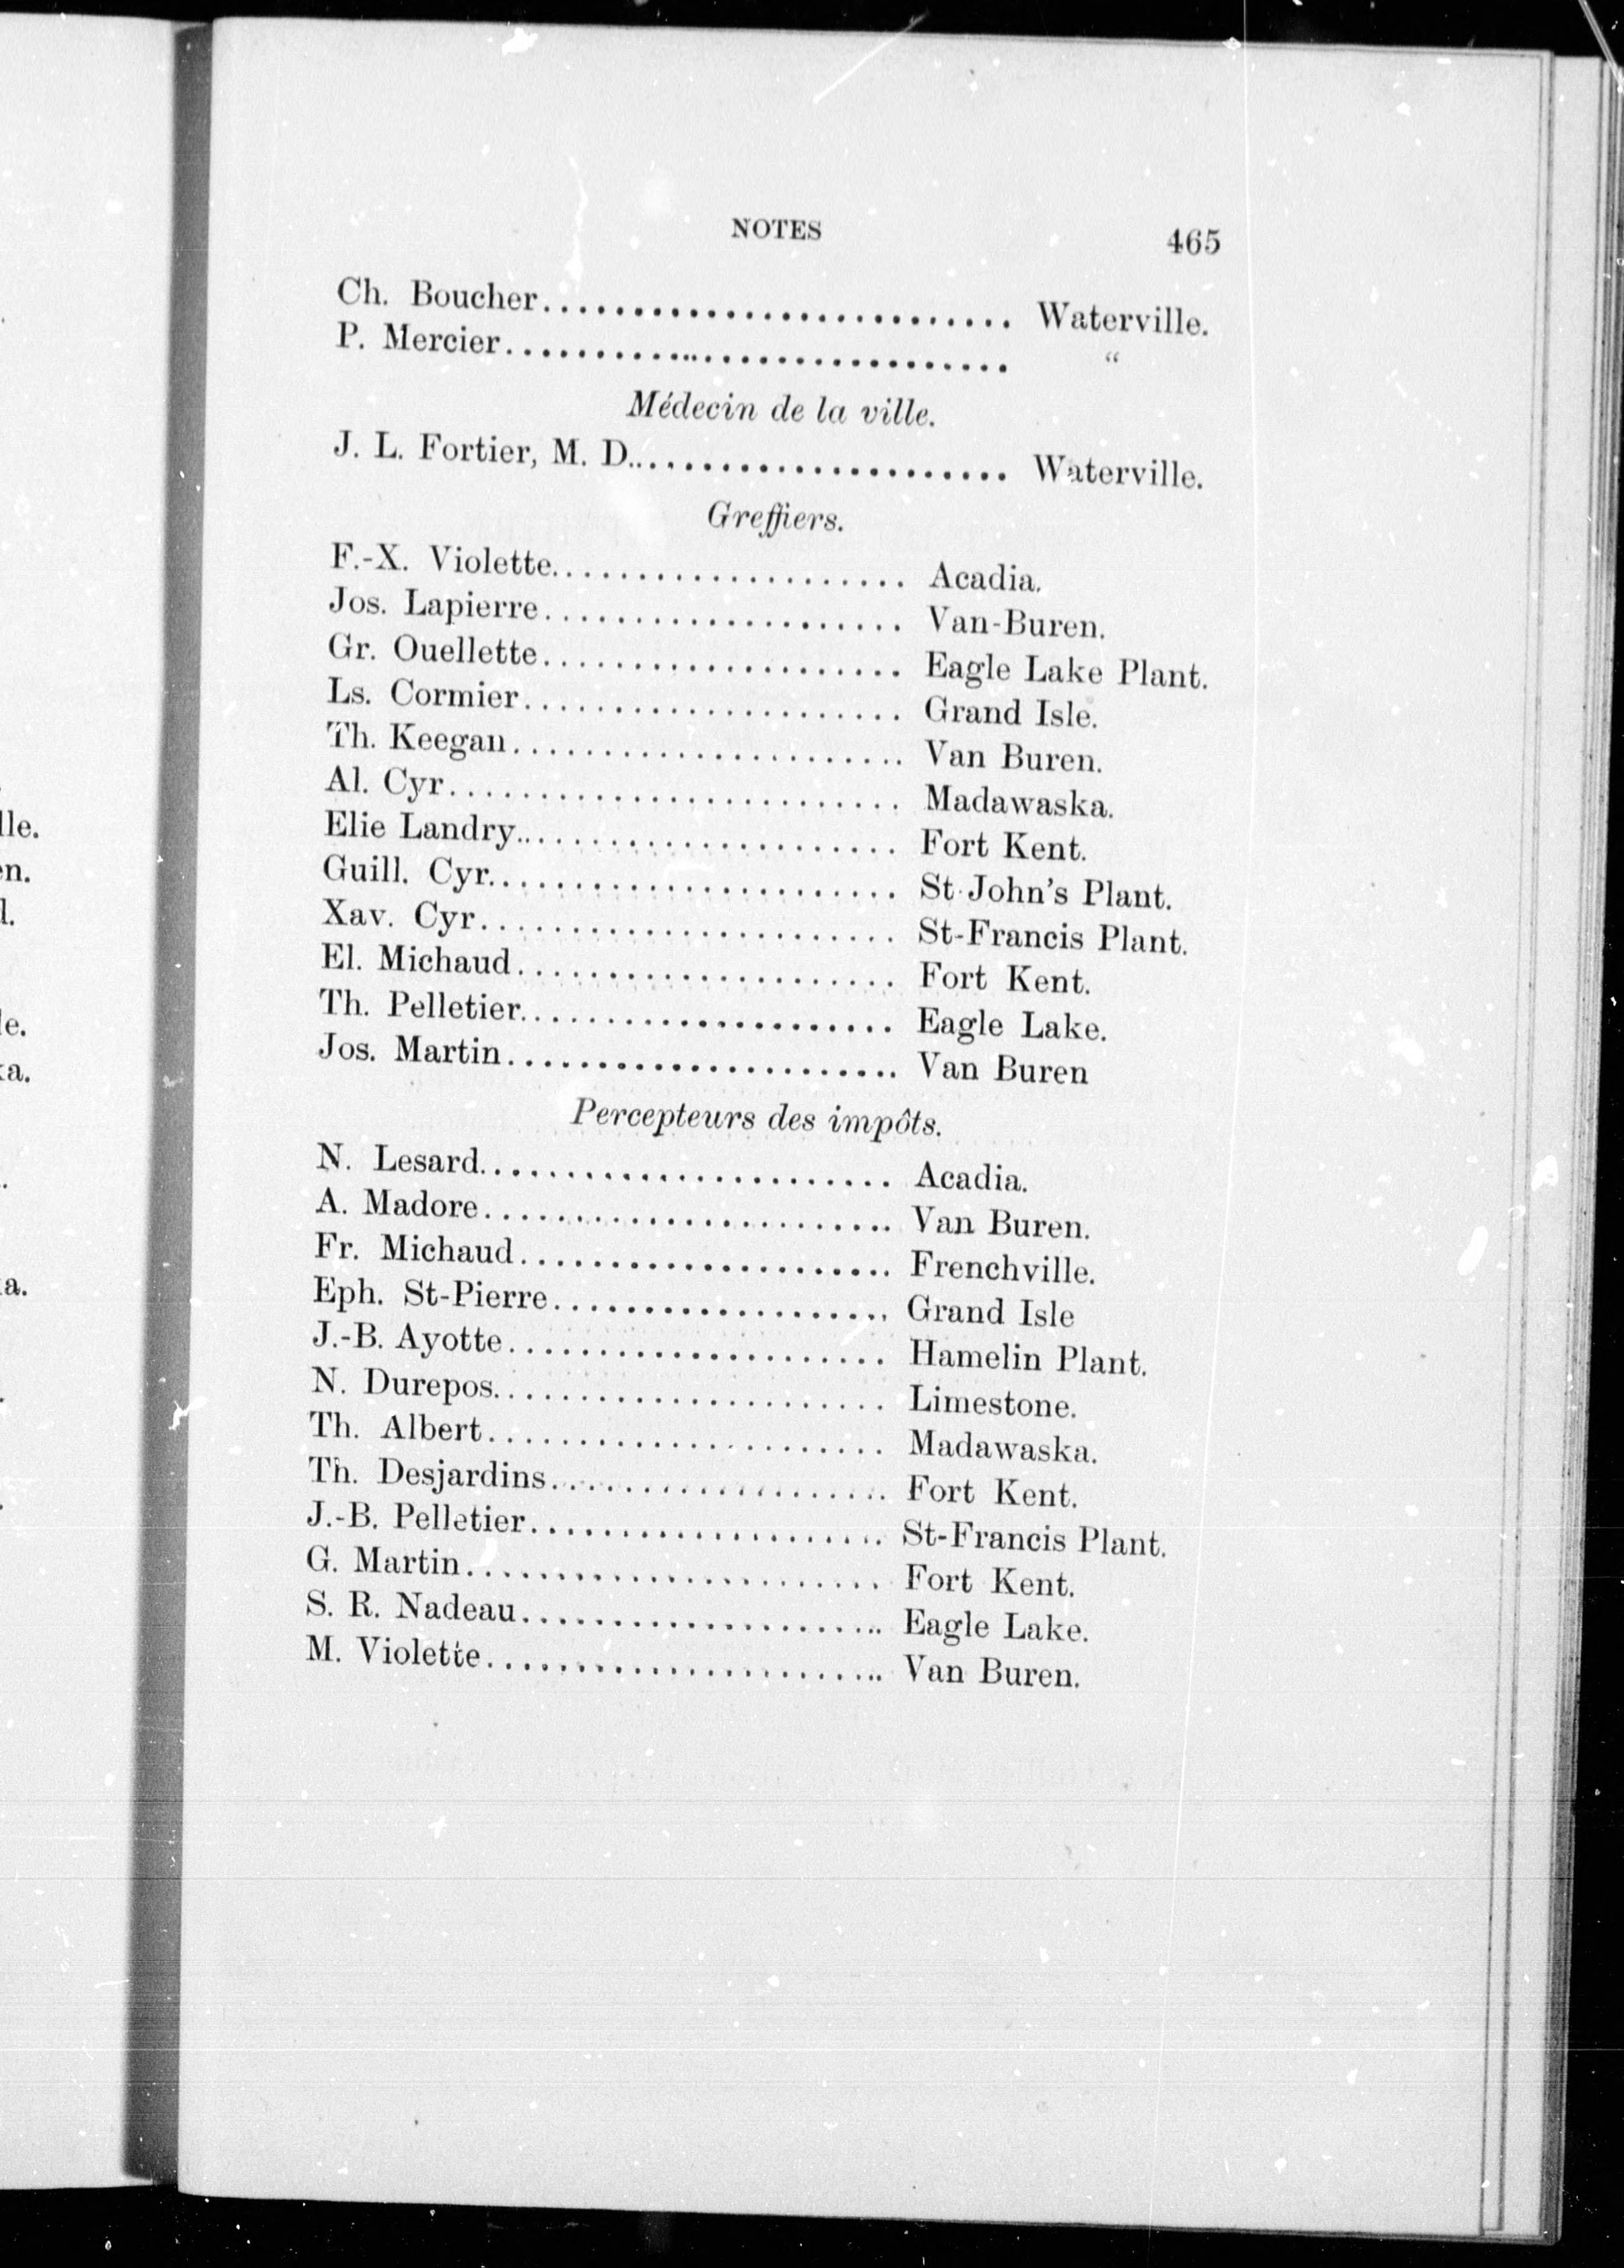 NOTES 465
Ch. Boucher............................ Waterville.
P. Mercier.............................. “
Médecin de la ville.
J. L. Fortier, M. D....................... Waterville.
Greffiers.
F.-X. Violette.................... Acadia.
Jos. Lapierre.................... Van-Buren.
Gr. Ouellette.................... Eagle Lake Plant.
Ls. Cormier..................... Grand Isle.
Th. Keegan...................... Van Buren.
Al. Cyr......................... Madawaska.
Elie Landry...................... Fort Kent.
Guill. Cyr....................... St-John’s Plant.
Xav. Cyr........................ St-Francis Plant.
El. Michaud..................... Fort Kent.
Th. Pelletier..................... Eagle Lake.
Jos. Martin...................... Van Buren
Percepteurs des impôts.
N. Lesard....................... Acadia.
A. Madore....................... Van Buren.
Fr. Michaud..................... Frenchville.
Eph. St-Pierre................... Grand Isle
J.-B. Ayotte..................... Hamelin Plant.
N. Durepos...................... Limestone.
Th. Albert...................... Madawaska.
Th. Desjardins................... Fort Kent.
J.-B. Pelletier.................... St-Francis Plant.
G. Martin....................... Fort Kent.
S. R. Nadeau.................... Eagle Lake.
M. Violette...................... Van Buren.